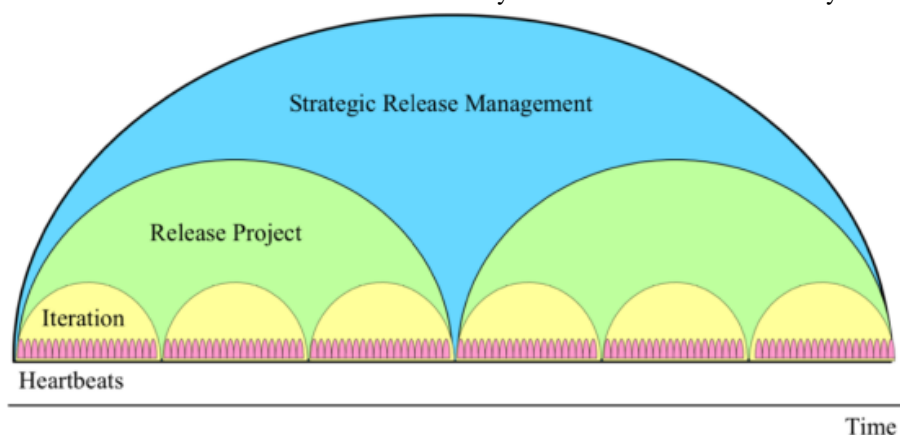 Strategic Release Management
Release Project
Iteration
Heartbeats
Time